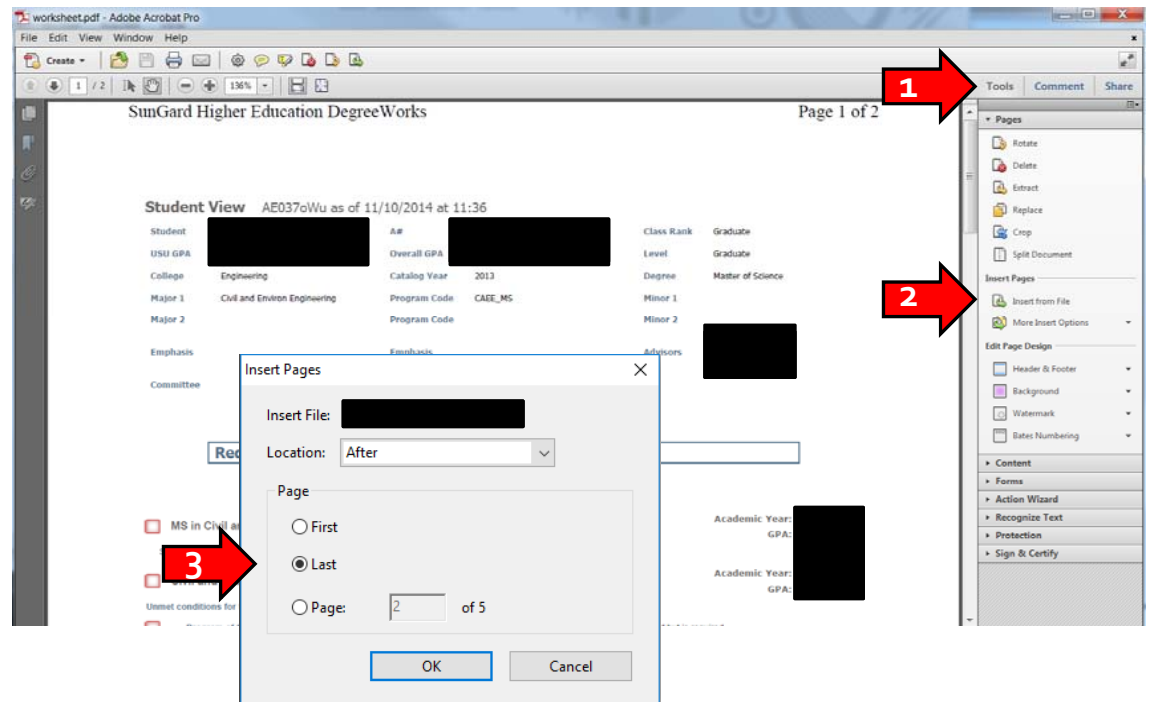 worksheet.pdf - Adobe Acrobat Pro
File Edit View Window Help
Create
1 / 2 136%
Tools Comment Share
1
SunGard Higher Education DegreeWorks Page 1 of 2
Pages
Rotate
Delete
Extract
Replace
Crop
Split Document
Insert Pages
2
Insert from File
More Insert Options
Edit Page Design
Header & Footer
Background
Watermark
Bates Numbering
Content
Forms
Action Wizard
Recognize Text
Protection
Sign & Certify
Student View AE037oWu as of 11/10/2014 at 11:36
Student A# Class Rank Graduate
USU GPA Overall GPA Level Graduate
College Engineering Catalog Year 2013 Degree Master of Science
Major 1 Civil and Environ Engineering Program Code CAEE_MS Minor 1
Major 2 Program Code Minor 2
Emphasis Emphasis Advisors
Committee
Insert Pages
Insert File:
Location: After
Page
First
Last
Page: 2 of 5
OK Cancel
3
MS in Civil Academic Year:
GPA:
Academic Year:
GPA:
Unmet conditions for